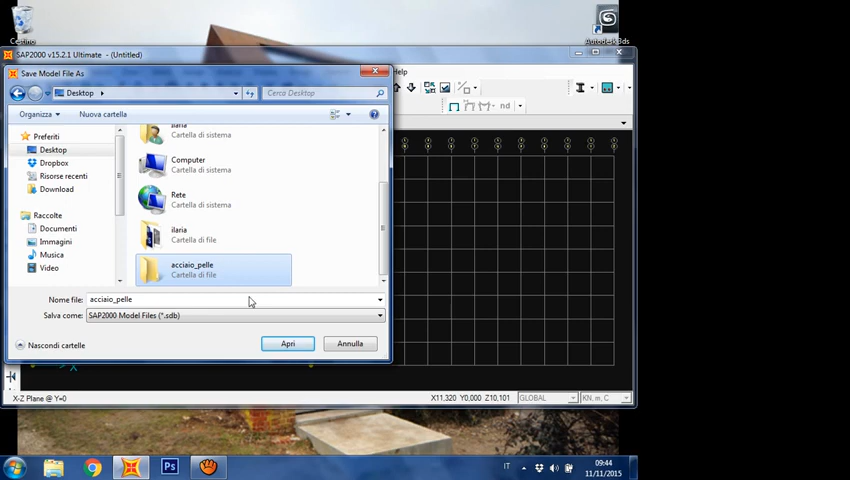 Cestino
Autodesk 3ds
SAP2000 v15.2.1 Ultimate - (Untitled)
Save Model File As
Help
Desktop
Cerca Desktop
Organizza
Nuova cartella
nd
Preferiti
Desktop
Dropbox
Risorse recenti
Download
Raccolte
Documenti
Immagini
Musica
Video
ilaria
Cartella di sistema
Computer
Cartella di sistema
Rete
Cartella di sistema
ilaria
Cartella di file
acciaio_pelle
Cartella di file
Nome file: acciaio_pelle
Salva come: SAP2000 Model Files (*.sdb)
Nascondi cartelle
Apri
Annulla
X
X-Z Plane @ Y=0
X11,320 Y0,000 Z10,101
GLOBAL
KN, m, C
Ps
IT
09:44
11/11/2015